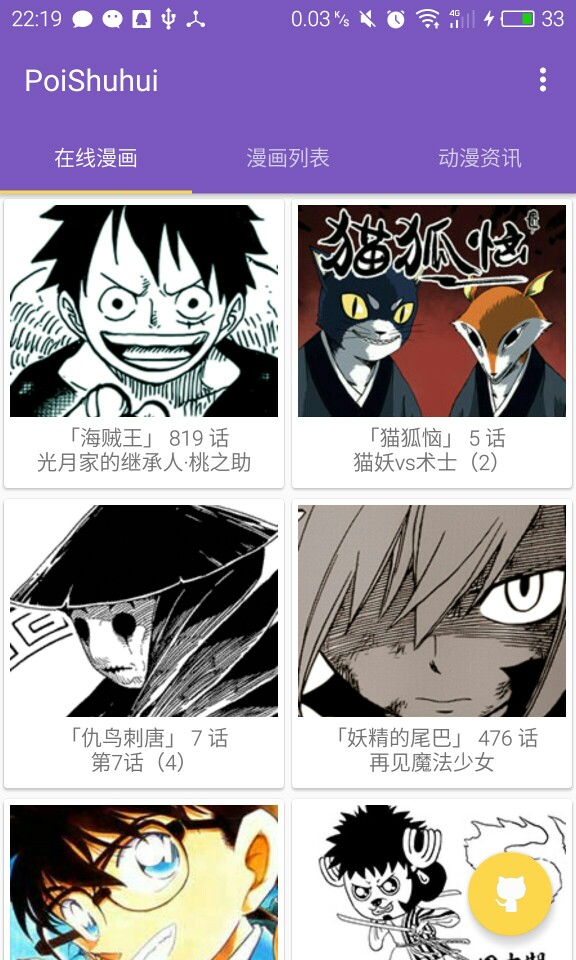 22:19
0.03 K/s
4G
33
PoiShuhui
在线漫画
漫画列表
动漫资讯
猫狐恼
「海贼王」 819 话
光月家的继承人·桃之助
「猫狐恼」 5 话
猫妖vs术士（2）
「仇鸟刺唐」 7 话
第7话（4）
「妖精的尾巴」 476 话
再见魔法少女